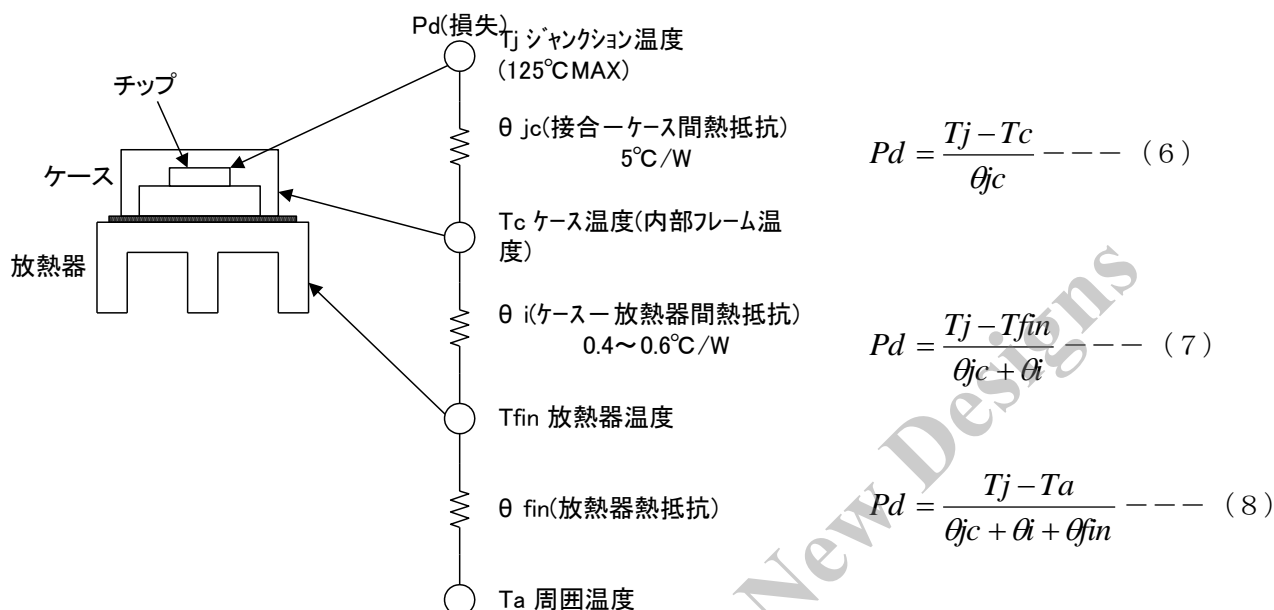 Pd(損失)
Tj ジャンクション温度
(125℃MAX)
チップ
θ jc(接合ーケース間熱抵抗)
5℃/W
Pd = \frac{Tj - Tc}{θjc} −−− (6)
ケース
Tc ケース温度(内部フレーム温
度)
放熱器
θ i(ケースー放熱器間熱抵抗)
0.4~0.6℃/W
Pd = \frac{Tj - Tfin}{θjc + θi} −−− (7)
Tfin 放熱器温度
θ fin(放熱器熱抵抗)
Pd = \frac{Tj - Ta}{θjc + θi + θfin} −−− (8)
Ta 周囲温度
New Designs